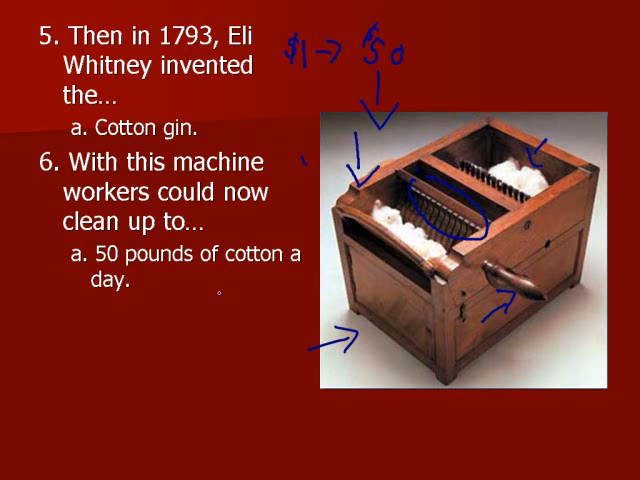 5. Then in 1793, Eli
Whitney invented
the…
a. Cotton gin.
6. With this machine
workers could now
clean up to…
a. 50 pounds of cotton a
day.
$1 → $50